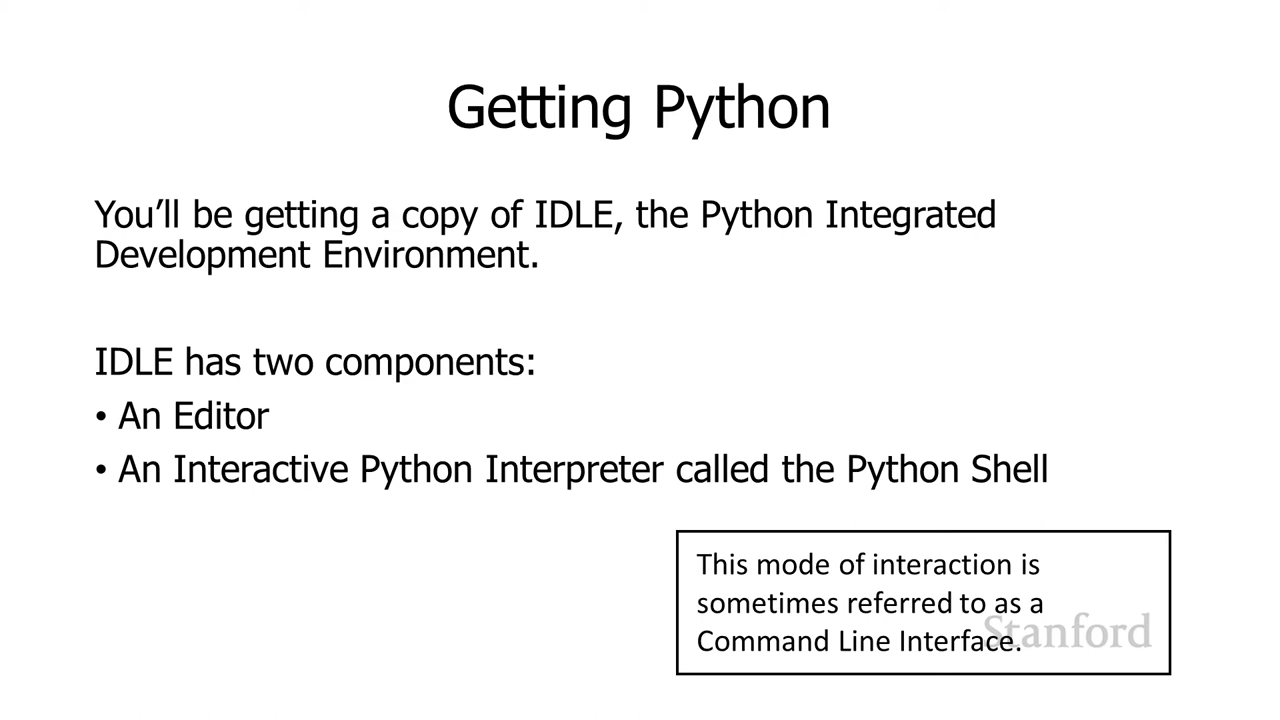 Getting Python
You’ll be getting a copy of IDLE, the Python Integrated
Development Environment.
IDLE has two components:
• An Editor
• An Interactive Python Interpreter called the Python Shell
This mode of interaction is
sometimes referred to as a
Command Line Interface.
Stanford